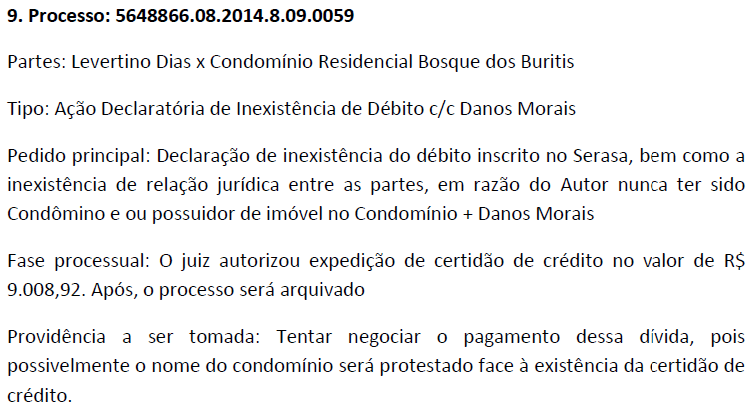 9. Processo: 5648866.08.2014.8.09.0059
Partes: Levertino Dias x Condomínio Residencial Bosque dos Buritis
Tipo: Ação Declaratória de Inexistência de Débito c/c Danos Morais
Pedido principal: Declaração de inexistência do débito inscrito no Serasa, bem como a
inexistência de relação jurídica entre as partes, em razão do Autor nunca ter sido
Condômino e ou possuidor de imóvel no Condomínio + Danos Morais
Fase processual: O juiz autorizou expedição de certidão de crédito no valor de R$
9.008,92. Após, o processo será arquivado
Providência a ser tomada: Tentar negociar o pagamento dessa dívida, pois
possivelmente o nome do condomínio será protestado face à existência da certidão de
crédito.